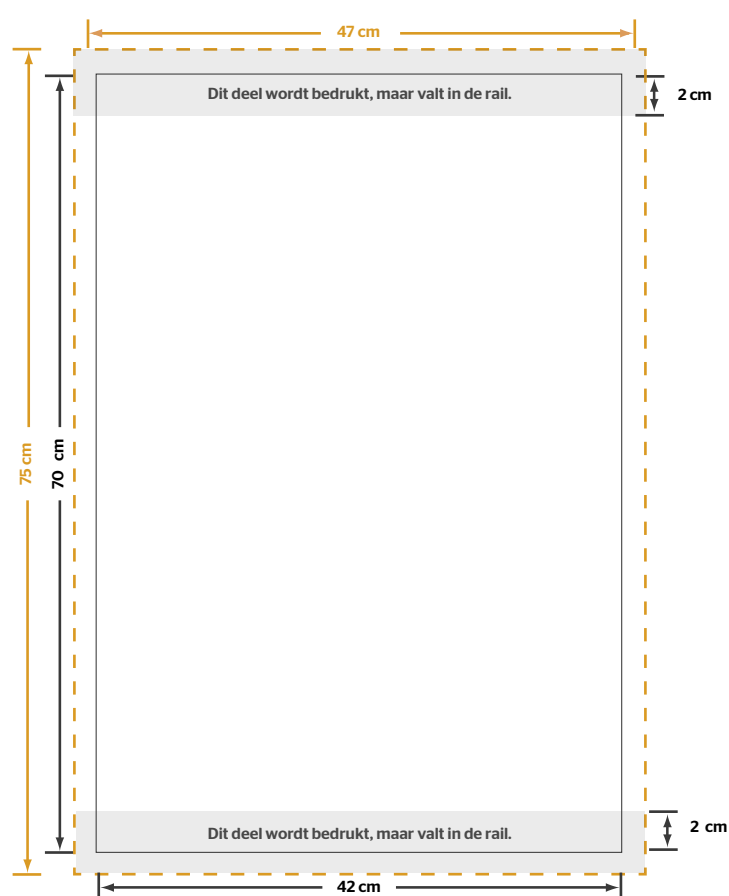 47 cm
Dit deel wordt bedrukt, maar valt in de rail.
2 cm
75 cm
70 cm
Dit deel wordt bedrukt, maar valt in de rail.
2 cm
42 cm